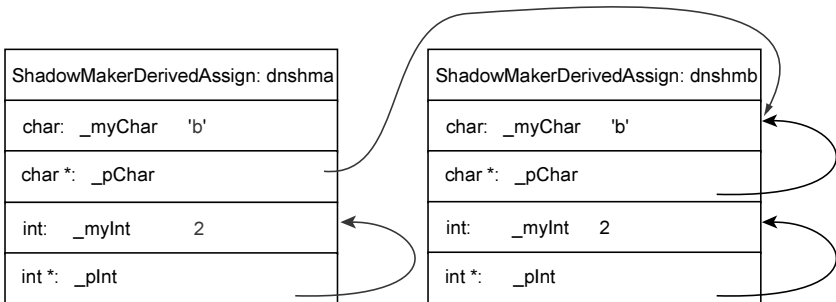 ShadowMakerDerivedAssign: dnshma
char: _myChar 'b'
char *: _pChar
int: _myInt 2
int *: _pInt
ShadowMakerDerivedAssign: dnshmb
char: _myChar 'b'
char *: _pChar
int: _myInt 2
int *: _pInt